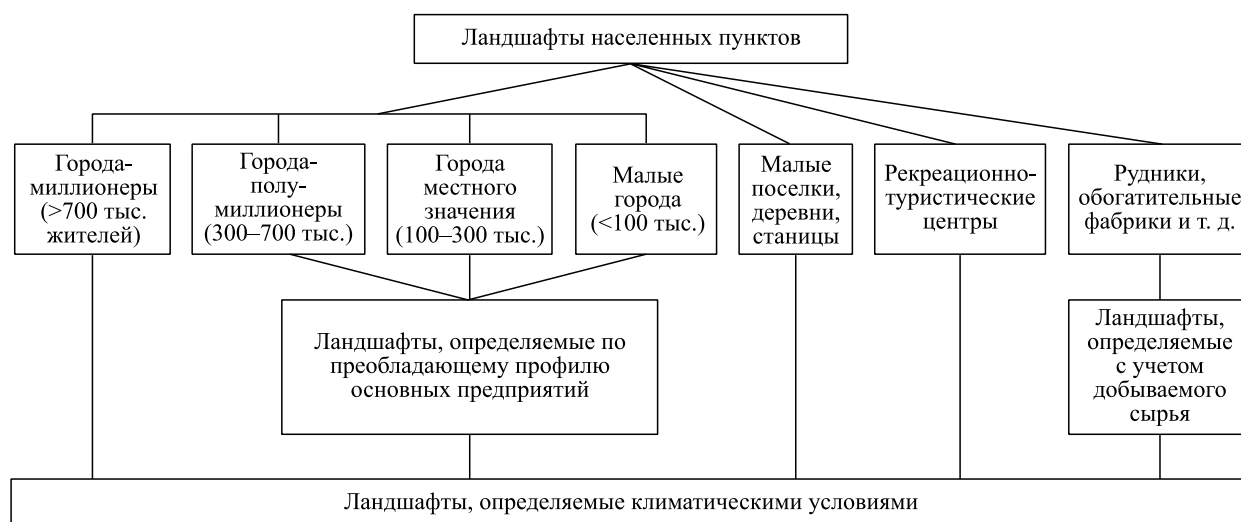 Ландшафты населенных пунктов
Города-
миллионеры
(>700 тыс.
жителей)
Города-
полу-
миллионеры
(300–700 тыс.)
Города
местного
значения
(100–300 тыс.)
Малые
города
(<100 тыс.)
Малые
поселки,
деревни,
станицы
Рекреационно-
туристические
центры
Рудники,
обогатительные
фабрики и т. д.
Ландшафты, определяемые по
преобладающему профилю
основных предприятий
Ландшафты,
определяемые
с учетом
добываемого
сырья
Ландшафты, определяемые климатическими условиями